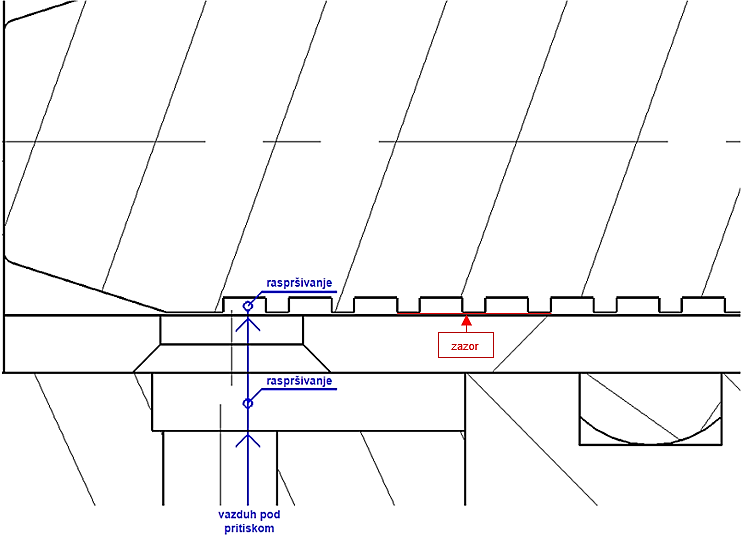 raspršivanje
zazor
raspršivanje
vazduh pod
pritiskom